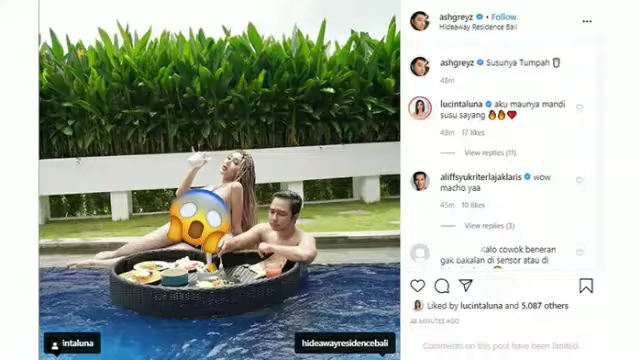 ashgreyz • Follow
Hideaway Residence Bali
ashgreyz Susunya Tumpah
48m
lucintaluna aku maunya mandi
susu sayang
43m 17 likes
View replies (11)
aliffsyukriterlajaklaris wow
macho yaa
45m 10 likes
View replies (3)
Kalo cowok beneran
gak bakalan di sensor atau di
Liked by lucintaluna and 5,087 others
48 MINUTES AGO
Comments on this post have been limited.
intaluna
hideawayresidencebali